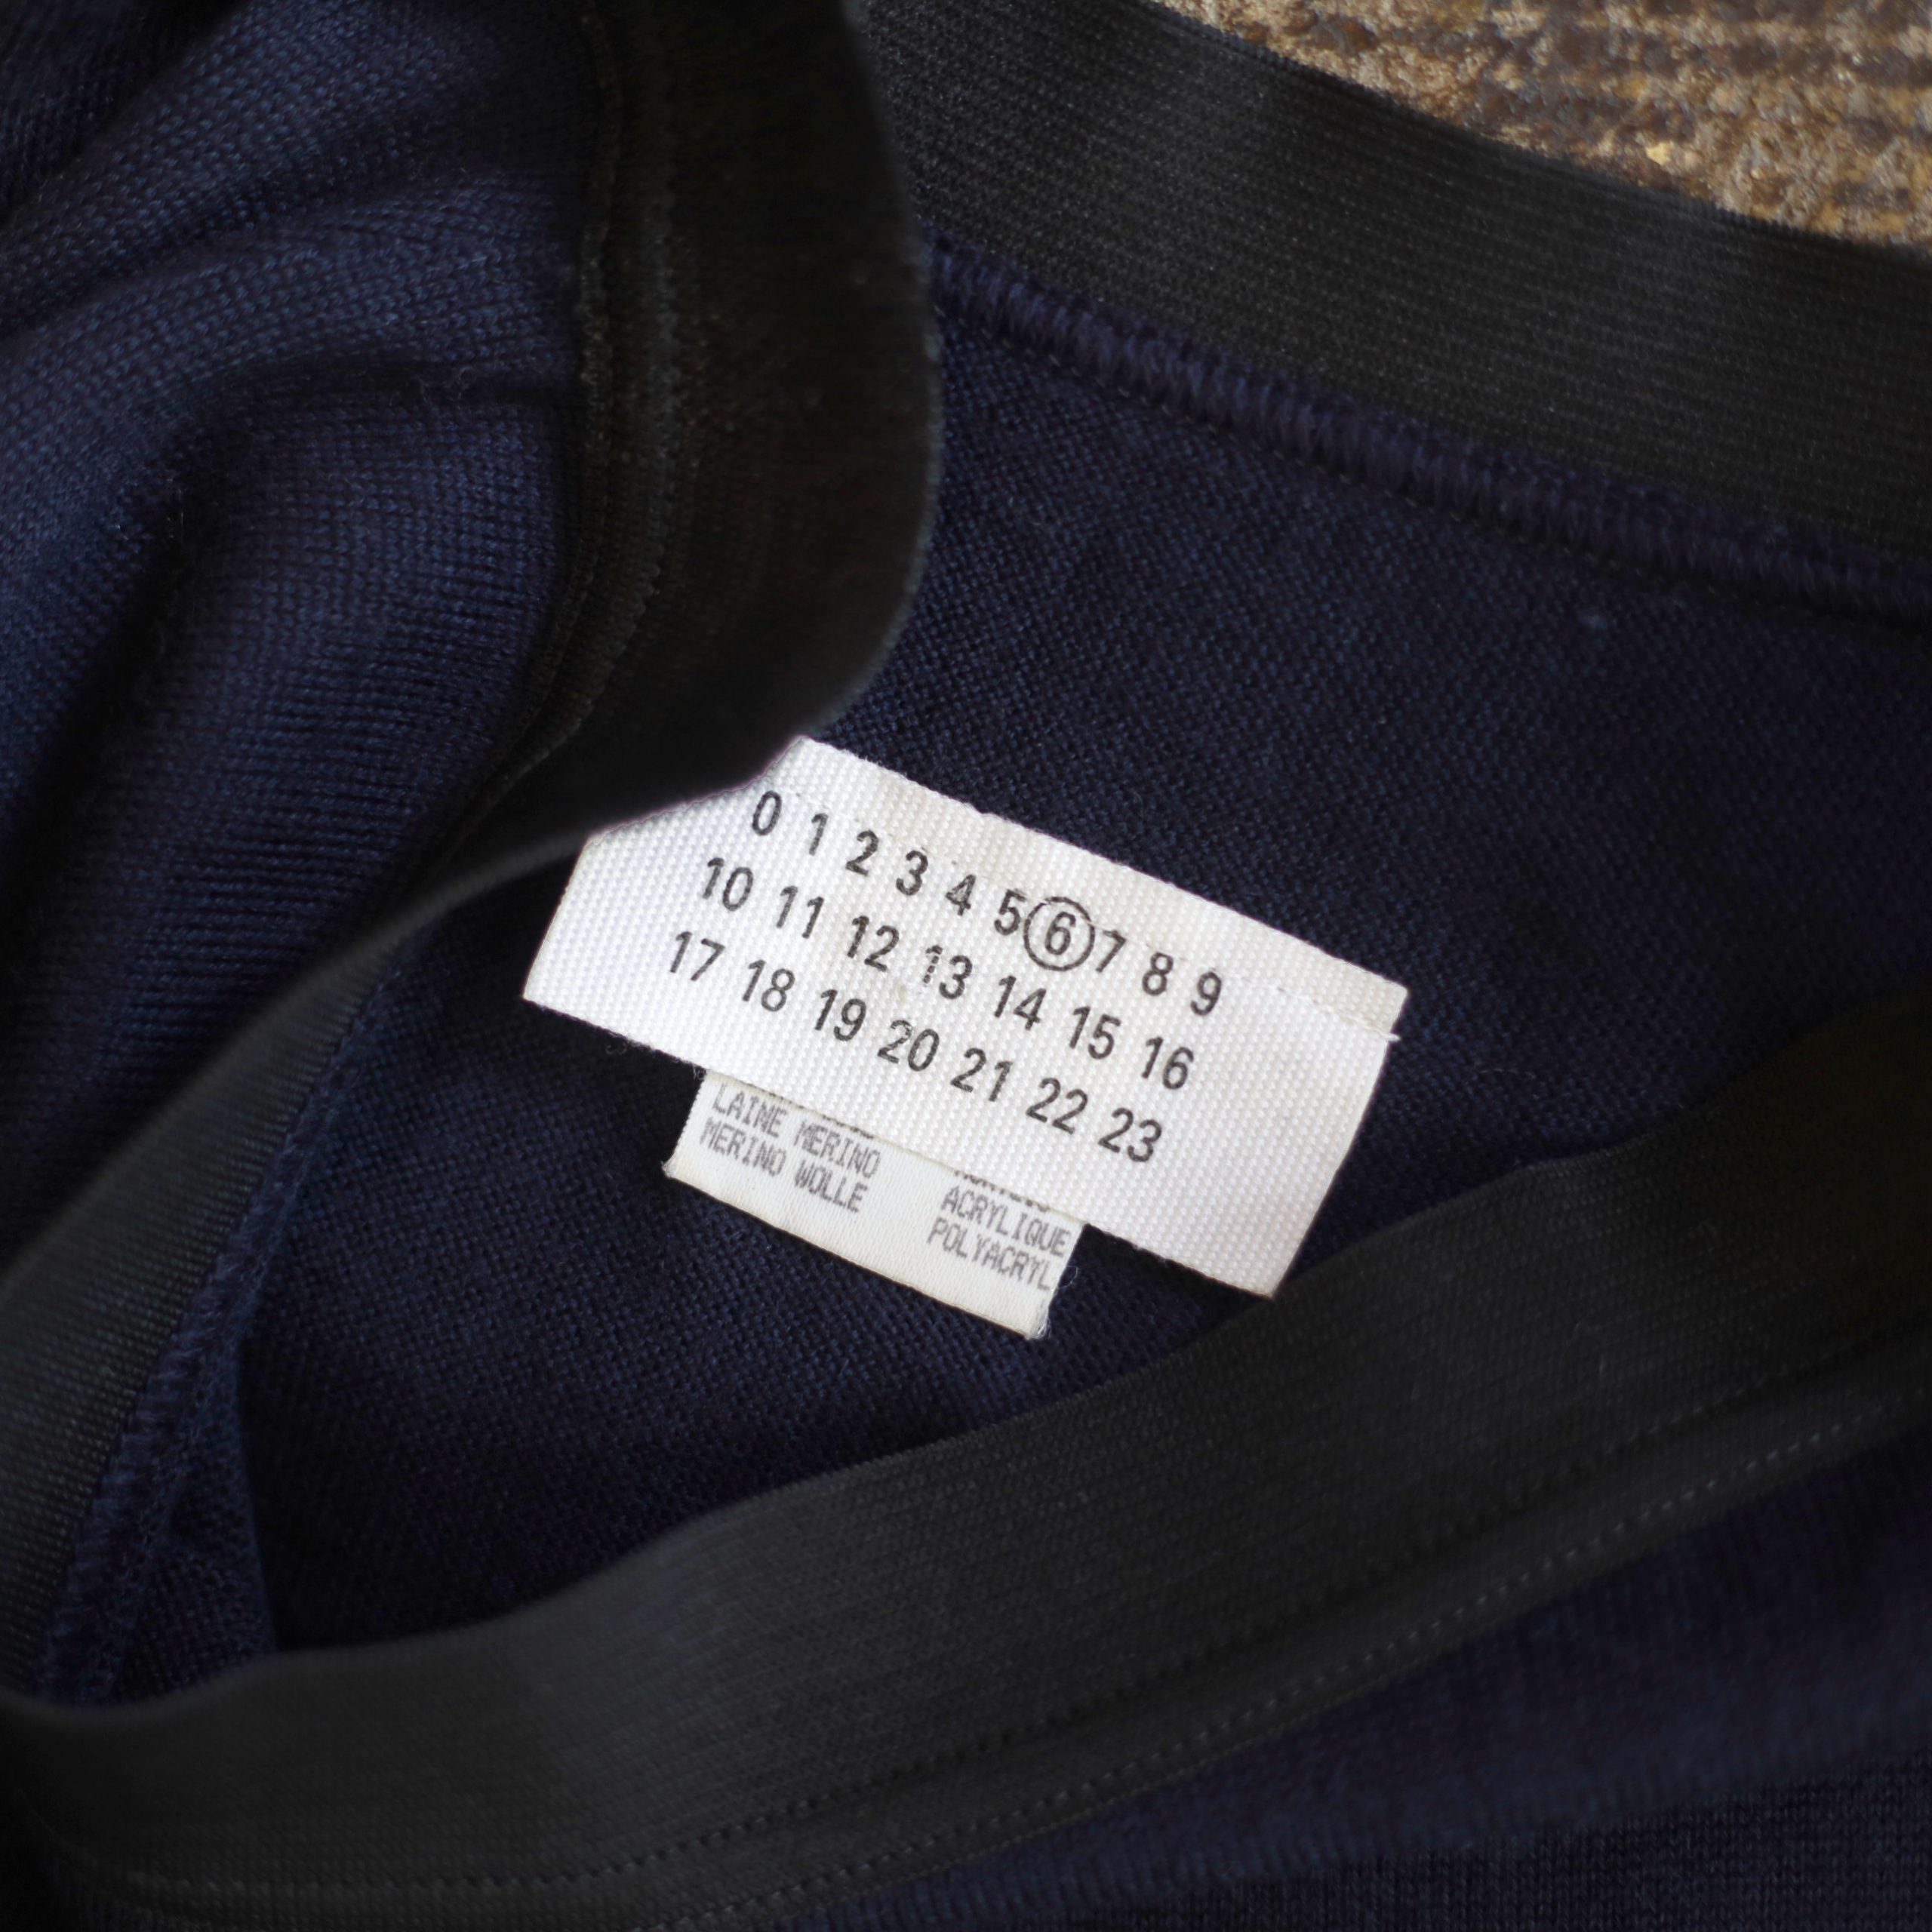 0 1 2 3 4 5 6 7 8 9
10 11 12 13 14 15 16
17 18 19 20 21 22 23
LAINE MERINO
MERINO WOLLE
ACRYLIQUE
POLYACRYL